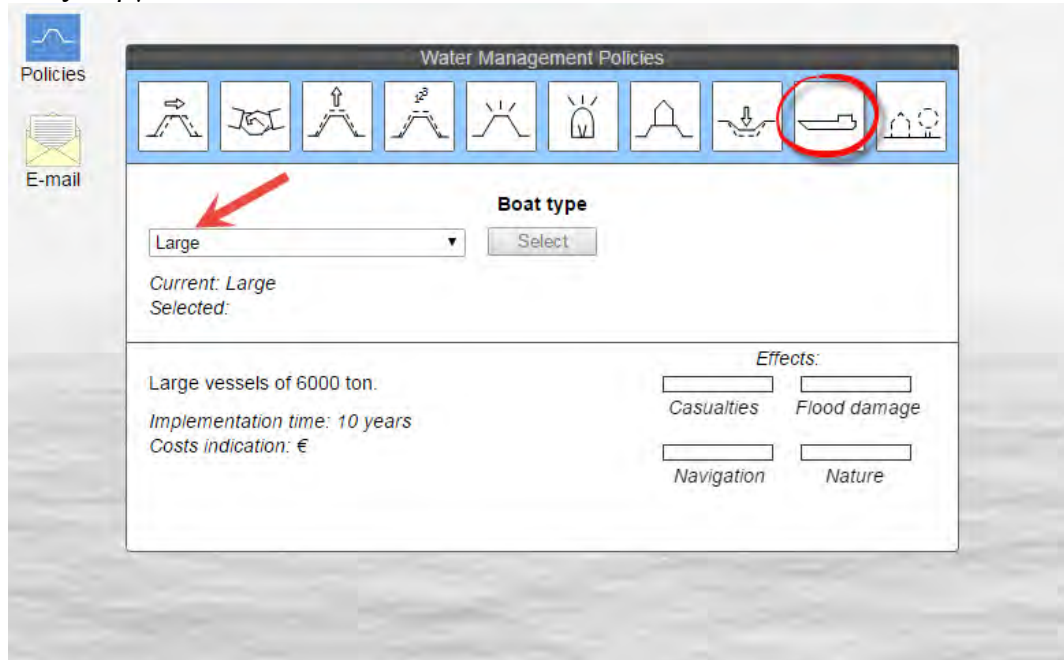 Policies
E-mail
Water Management Policies
Boat type
Large
Select
Current: Large
Selected:
Large vessels of 6000 ton.
Implementation time: 10 years
Costs indication: €
Effects:
Casualties Flood damage
Navigation Nature